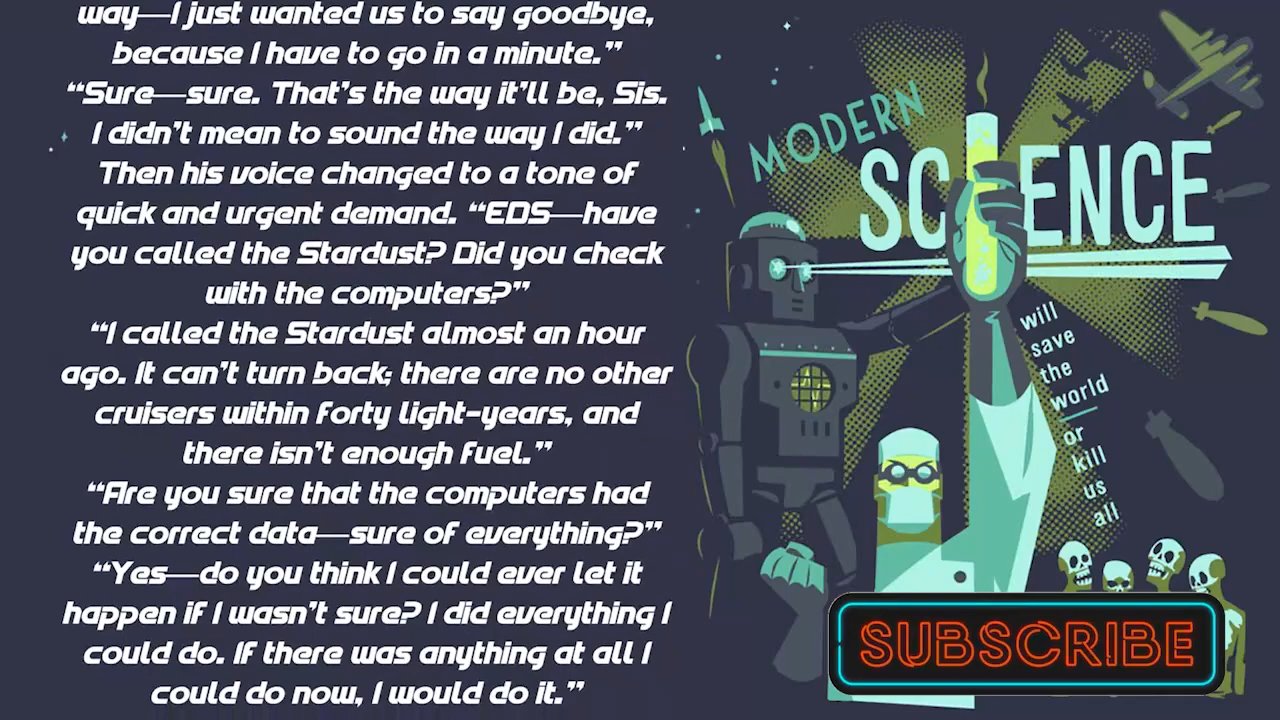 way—I just wanted us to say goodbye,
because I have to go in a minute.”
“Sure—sure. That’s the way it’ll be, Sis.
I didn’t mean to sound the way I did.”
Then his voice changed to a tone of
quick and urgent demand. “EDS—have
you called the Stardust? Did you check
with the computers?”
“I called the Stardust almost an hour
ago. It can’t turn back; there are no other
cruisers within forty light-years, and
there isn’t enough fuel.”
“Are you sure that the computers had
the correct data—sure of everything?”
“Yes—do you think I could ever let it
happen if I wasn’t sure? I did everything I
could do. If there was anything at all I
could do now, I would do it.”
MODERN
SCIENCE
will
save
the
world
or
kill
us
all
SUBSCRIBE